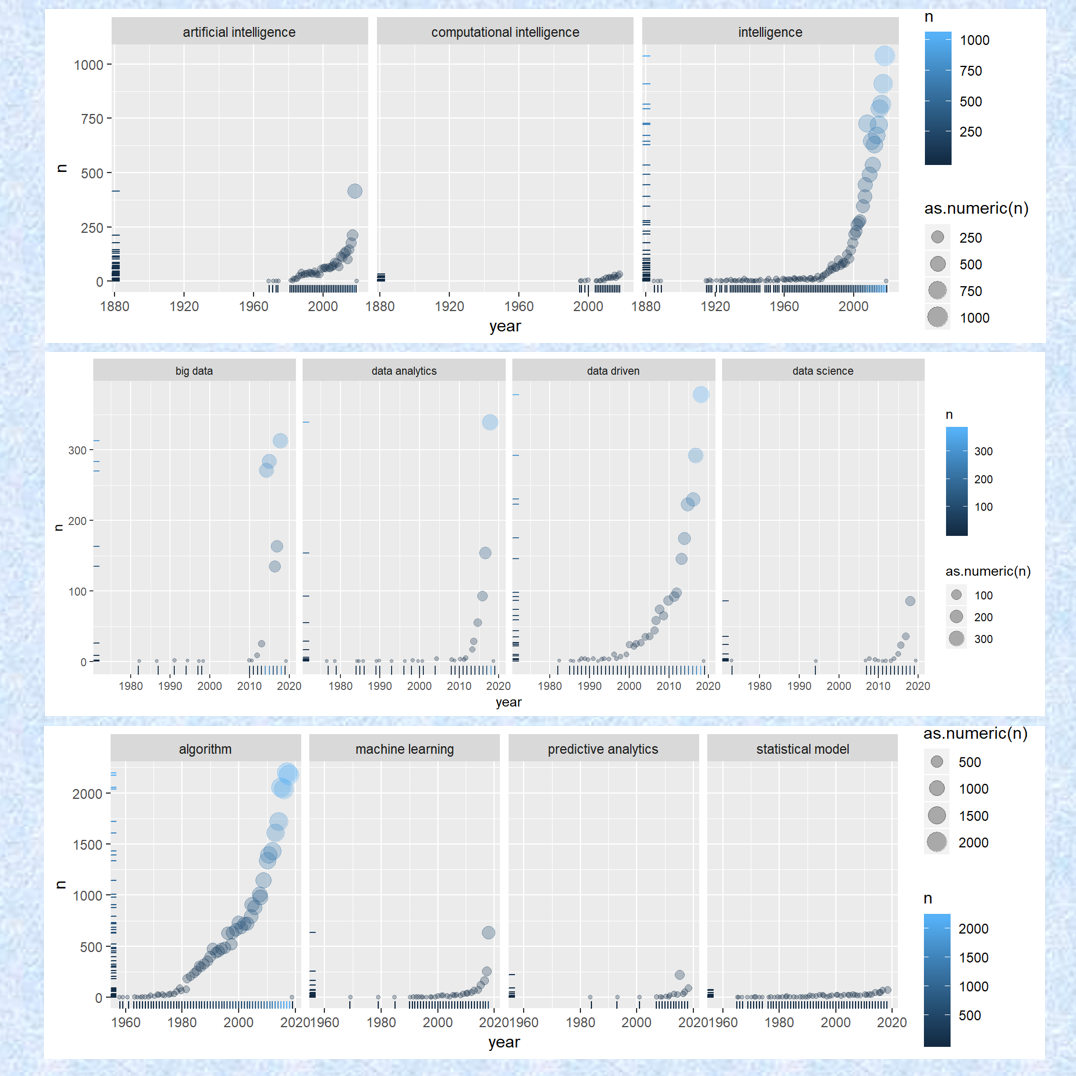 artificial intelligence computational intelligence intelligence
n
1000
750
500
250
0
1880 1920 1960 2000 1880 1920 1960 2000 1880 1920 1960 2000
year
n
1000
750
500
250
as.numeric(n)
250
500
750
1000
big data data analytics data driven data science
n
300
200
100
0
1980 1990 2000 2010 2020 1980 1990 2000 2010 2020 1980 1990 2000 2010 2020 1980 1990 2000 2010 2020
year
n
300
200
100
as.numeric(n)
100
200
300
algorithm machine learning predictive analytics statistical model
n
2000
1500
1000
500
0
1960 1980 2000 2020 1960 1980 2000 2020 1960 1980 2000 2020 1960 1980 2000 2020
year
as.numeric(n)
500
1000
1500
2000
n
2000
1500
1000
500